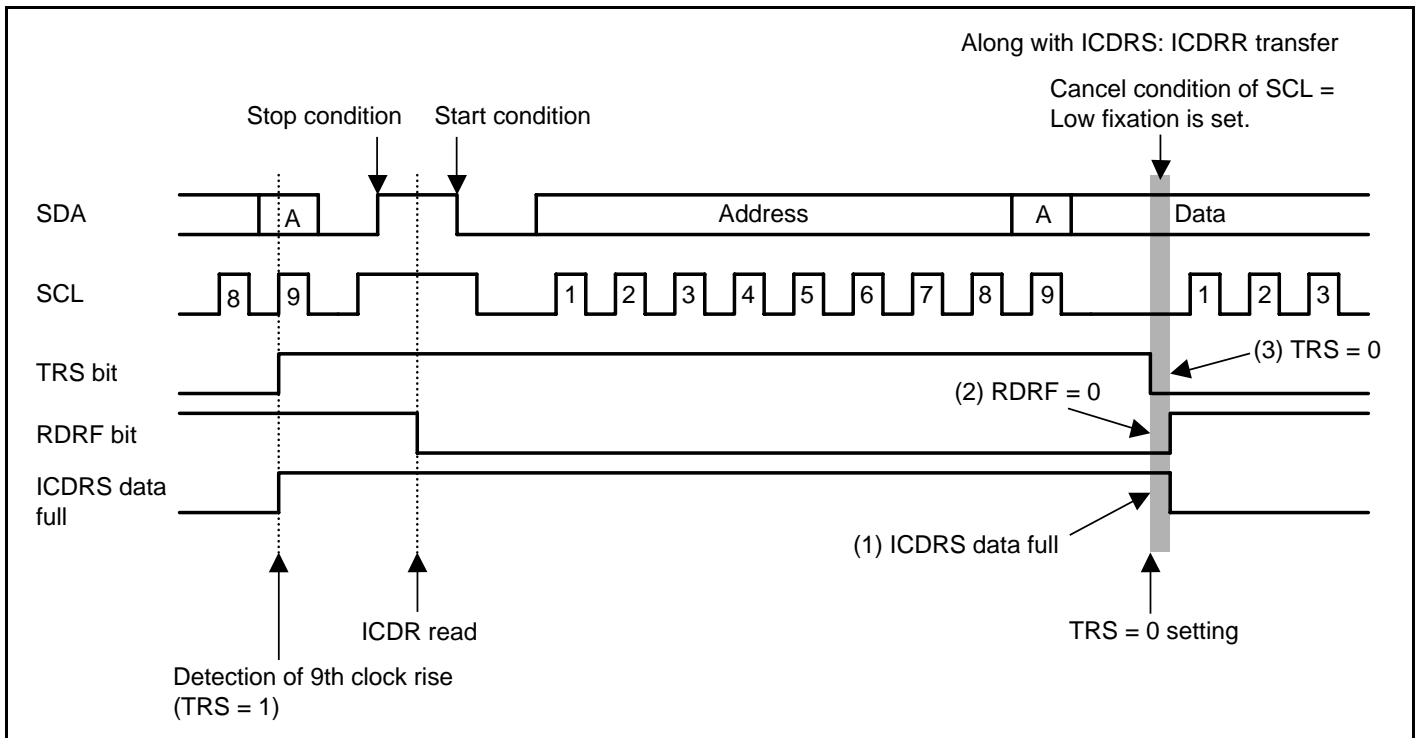 Along with ICDRS: ICDRR transfer
Cancel condition of SCL =
Low fixation is set.
Stop condition
Start condition
SDA
A
Address
A
Data
SCL
8
9
1
2
3
4
5
6
7
8
9
1
2
3
TRS bit
(3) TRS = 0
(2) RDRF = 0
RDRF bit
ICDRS data
full
(1) ICDRS data full
ICDR read
TRS = 0 setting
Detection of 9th clock rise
(TRS = 1)